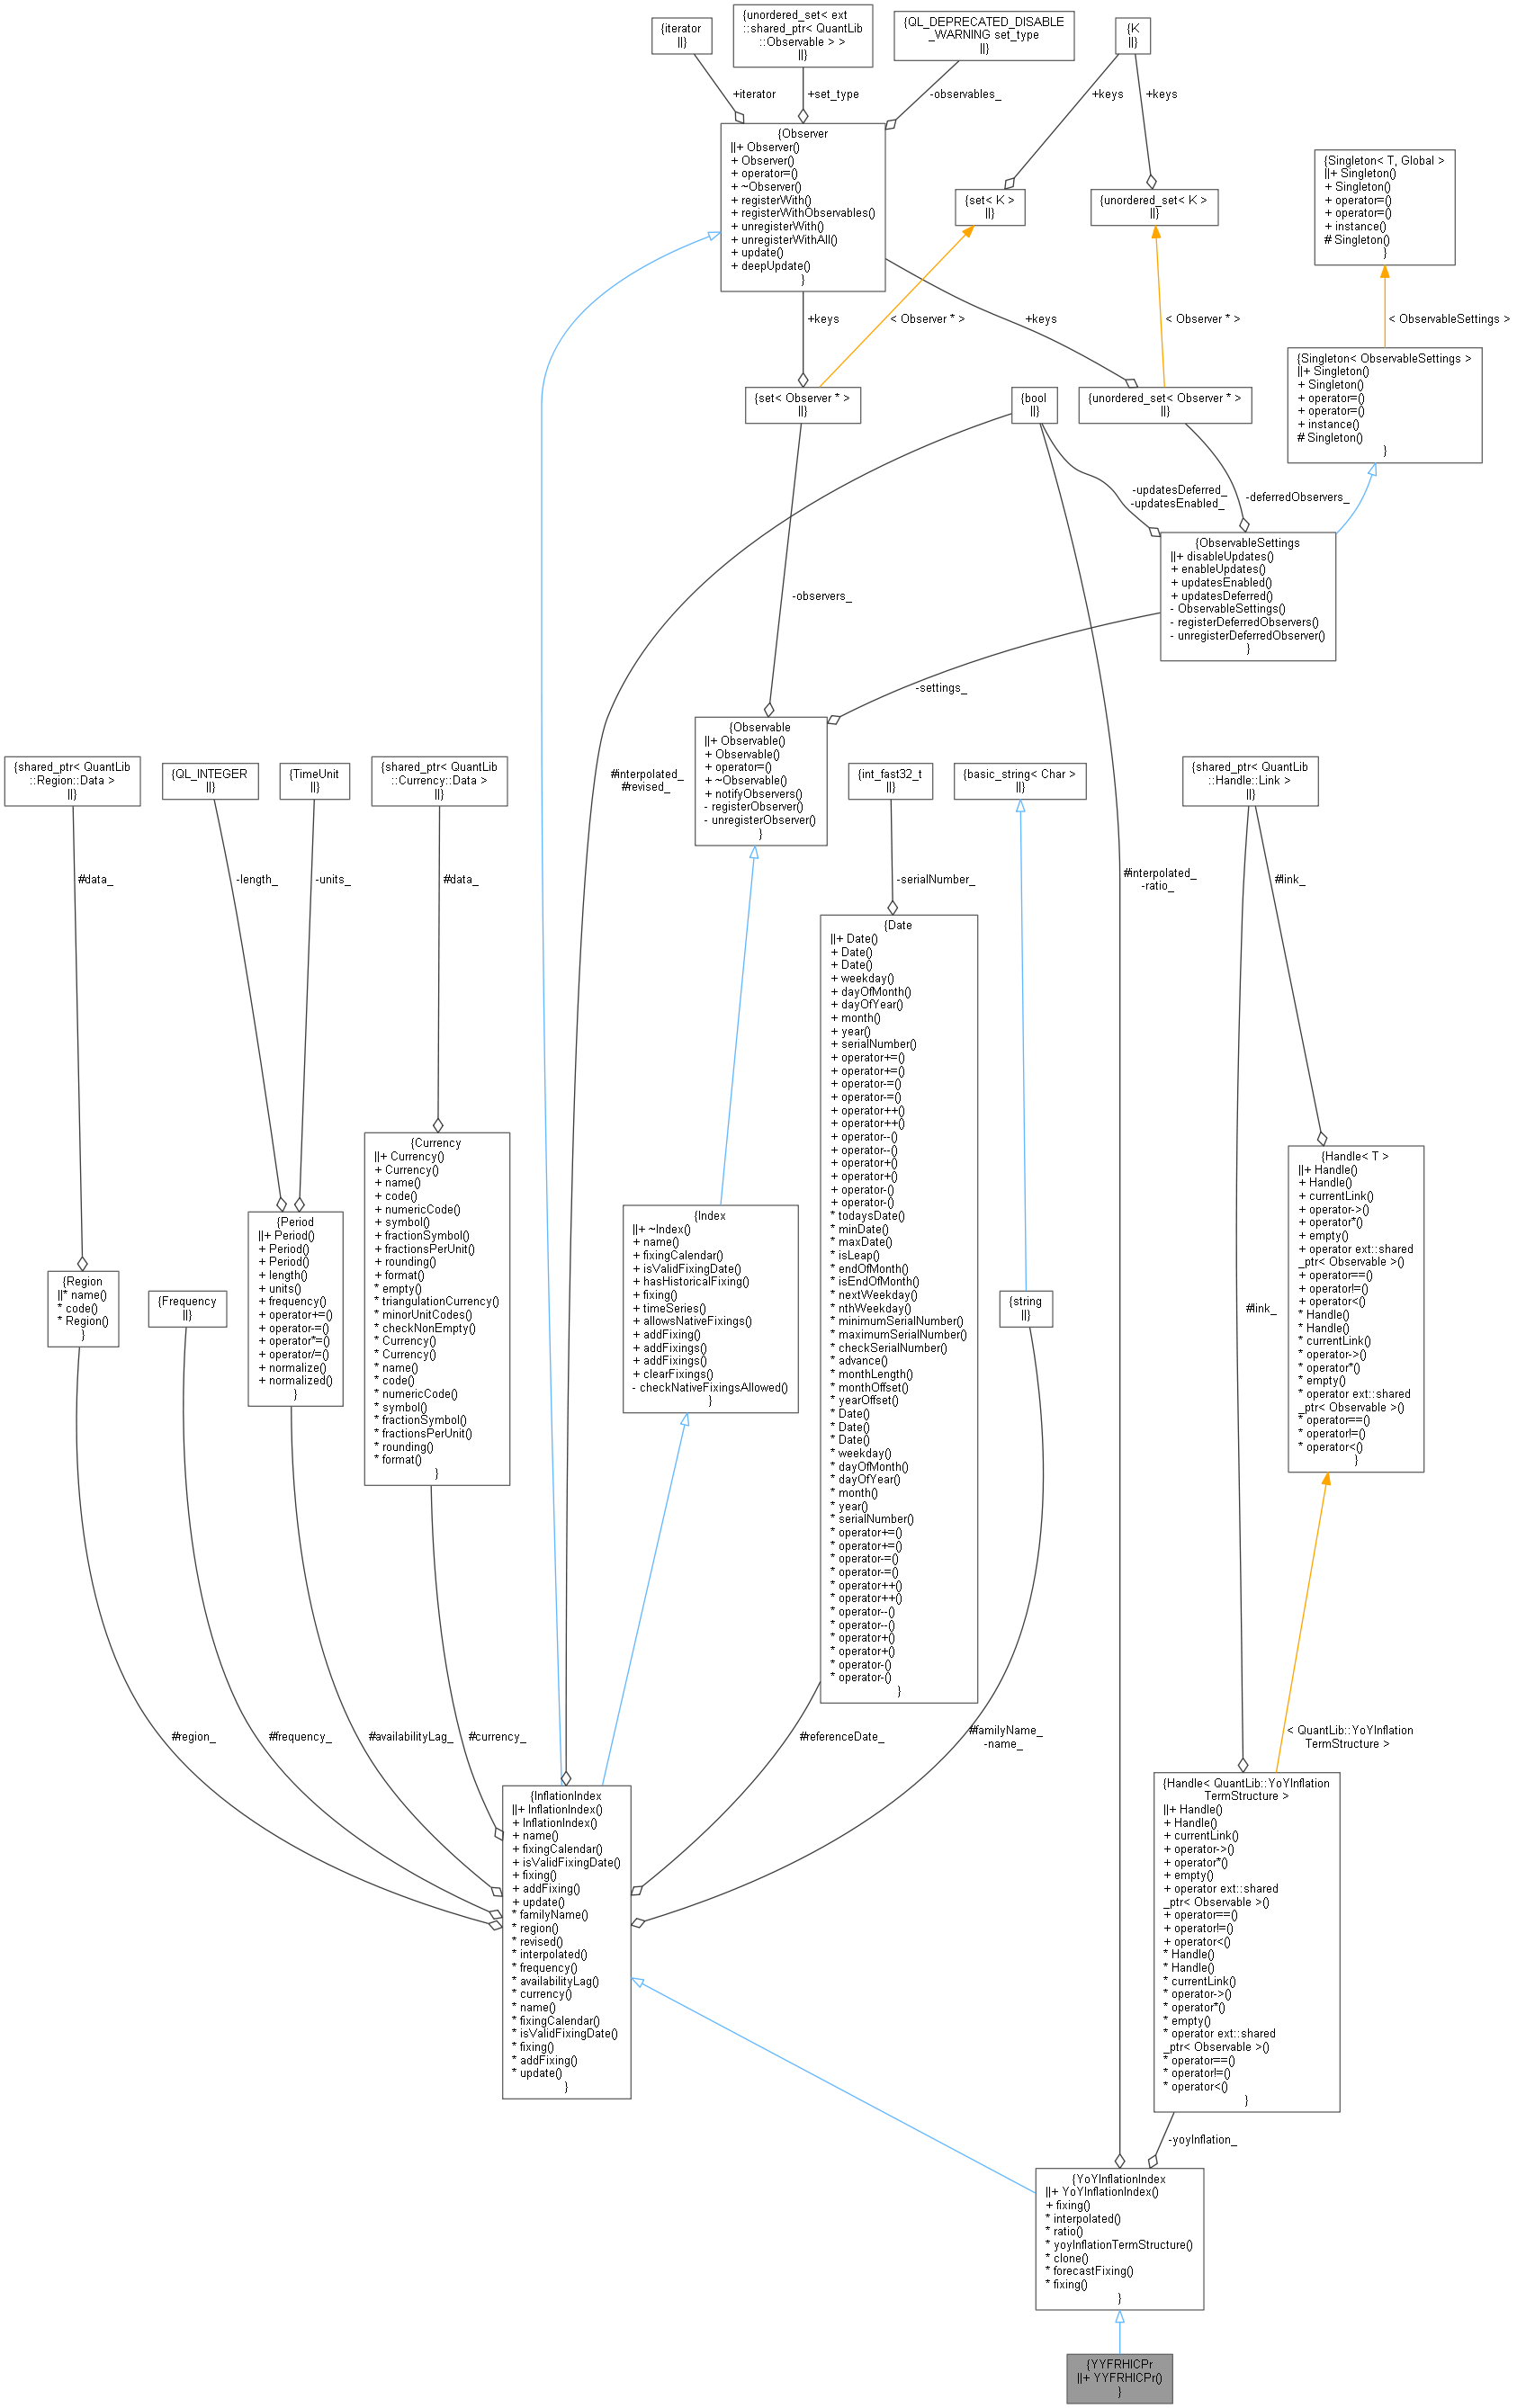 {iterator
||}
{unordered_set< ext
::shared_ptr< QuantLib
::Observable > >
||}
{QL_DEPRECATED_DISABLE
_WARNING set_type
||}
{K
||}
+iterator
+set_type
-observables_
+keys
+keys
{Observer
||+ Observer()
+ Observer()
+ operator=()
+ ~Observer()
+ registerWith()
+ registerWithObservables()
+ unregisterWith()
+ unregisterWithAll()
+ update()
+ deepUpdate()
}
{set< K >
||}
{unordered_set< K >
||}
{Singleton< T, Global >
||+ Singleton()
+ Singleton()
+ operator=()
+ operator=()
+ instance()
# Singleton()
}
+keys
< Observer * >
+keys
< Observer * >
< ObservableSettings >
{set< Observer * >
||}
{bool
||}
{unordered_set< Observer * >
||}
{Singleton< ObservableSettings >
||+ Singleton()
+ Singleton()
+ operator=()
+ operator=()
+ instance()
# Singleton()
}
-updatesDeferred_
-updatesEnabled_
-deferredObservers_
-observers_
{ObservableSettings
||+ disableUpdates()
+ enableUpdates()
+ updatesEnabled()
+ updatesDeferred()
- ObservableSettings()
- registerDeferredObservers()
- unregisterDeferredObserver()
}
-settings_
{Observable
||+ Observable()
+ Observable()
+ operator=()
+ ~Observable()
+ notifyObservers()
- registerObserver()
- unregisterObserver()
}
{shared_ptr< QuantLib
::Region::Data >
||}
{QL_INTEGER
||}
{TimeUnit
||}
{shared_ptr< QuantLib
::Currency::Data >
||}
#interpolated_
#revised_
{int_fast32_t
||}
{basic_string< Char >
||}
{shared_ptr< QuantLib
::Handle::Link >
||}
#data_
-length_
-units_
#data_
-serialNumber_
#interpolated_
-ratio_
#link_
{Date
||+ Date()
+ Date()
+ Date()
+ weekday()
+ dayOfMonth()
+ dayOfYear()
+ month()
+ year()
+ serialNumber()
+ operator+=()
+ operator+=()
+ operator-=()
+ operator-=()
+ operator++()
+ operator++()
+ operator--()
+ operator--()
+ operator+()
+ operator+()
+ operator-()
+ operator-()
* todaysDate()
* minDate()
* maxDate()
* isLeap()
* endOfMonth()
* isEndOfMonth()
* nextWeekday()
* nthWeekday()
* minimumSerialNumber()
* maximumSerialNumber()
* checkSerialNumber()
* advance()
* monthLength()
* monthOffset()
* yearOffset()
* Date()
* Date()
* Date()
* weekday()
* dayOfMonth()
* dayOfYear()
* month()
* year()
* serialNumber()
* operator+=()
* operator+=()
* operator-=()
* operator-=()
* operator++()
* operator++()
* operator--()
* operator--()
* operator+()
* operator+()
* operator-()
* operator-()
}
{Currency
||+ Currency()
+ Currency()
+ name()
+ code()
+ numericCode()
+ symbol()
+ fractionSymbol()
+ fractionsPerUnit()
+ rounding()
+ format()
* empty()
* triangulationCurrency()
* minorUnitCodes()
* checkNonEmpty()
* Currency()
* Currency()
* name()
* code()
* numericCode()
* symbol()
* fractionSymbol()
* fractionsPerUnit()
* rounding()
* format()
}
{Handle< T >
||+ Handle()
+ Handle()
+ currentLink()
+ operator->()
+ operator*()
+ empty()
+ operator ext::shared
_ptr< Observable >()
+ operator==()
+ operator!=()
+ operator<()
* Handle()
* Handle()
* currentLink()
* operator->()
* operator*()
* empty()
* operator ext::shared
_ptr< Observable >()
* operator==()
* operator!=()
* operator<()
}
{Index
||+ ~Index()
+ name()
+ fixingCalendar()
+ isValidFixingDate()
+ hasHistoricalFixing()
+ fixing()
+ timeSeries()
+ allowsNativeFixings()
+ addFixing()
+ addFixings()
+ addFixings()
+ clearFixings()
- checkNativeFixingsAllowed()
}
{Period
||+ Period()
+ Period()
+ Period()
+ length()
+ units()
+ frequency()
+ operator+=()
+ operator-=()
+ operator*=()
+ operator/=()
+ normalize()
+ normalized()
}
{Region
||* name()
* code()
* Region()
}
{Frequency
||}
{string
||}
#link_
#region_
#frequency_
#availabilityLag_
#currency_
#referenceDate_
#familyName_
-name_
< QuantLib::YoYInflation
TermStructure >
{InflationIndex
||+ InflationIndex()
+ InflationIndex()
+ name()
+ fixingCalendar()
+ isValidFixingDate()
+ fixing()
+ addFixing()
+ update()
* familyName()
* region()
* revised()
* interpolated()
* frequency()
* availabilityLag()
* currency()
* name()
* fixingCalendar()
* isValidFixingDate()
* fixing()
* addFixing()
* update()
}
{Handle< QuantLib::YoYInflation
TermStructure >
||+ Handle()
+ Handle()
+ currentLink()
+ operator->()
+ operator*()
+ empty()
+ operator ext::shared
_ptr< Observable >()
+ operator==()
+ operator!=()
+ operator<()
* Handle()
* Handle()
* currentLink()
* operator->()
* operator*()
* empty()
* operator ext::shared
_ptr< Observable >()
* operator==()
* operator!=()
* operator<()
}
-yoyInflation_
{YoYInflationIndex
||+ YoYInflationIndex()
+ fixing()
* interpolated()
* ratio()
* yoyInflationTermStructure()
* clone()
* forecastFixing()
* fixing()
}
{YYFRHICPr
||+ YYFRHICPr()
}